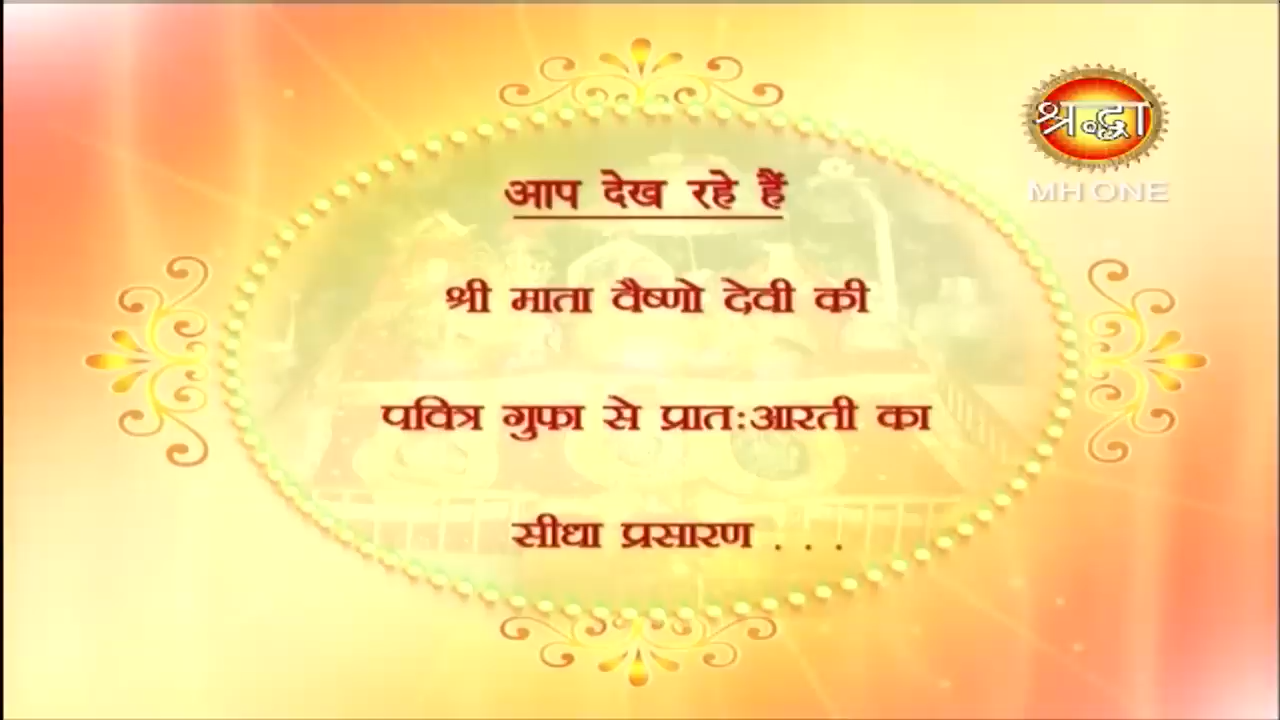 श्रद्धा
MH ONE
आप देख रहे हैं
श्री माता वैष्णो देवी की
पवित्र गुफा से प्रातःआरती का
सीधा प्रसारण . . .